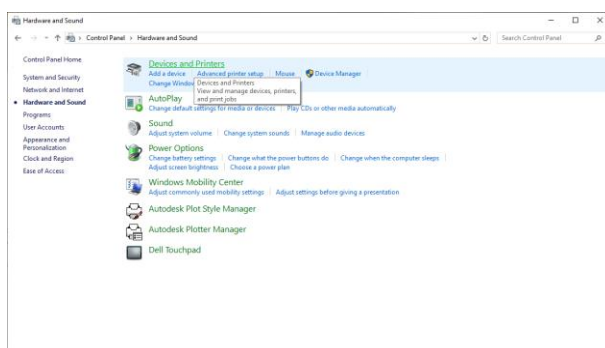 Hardware and Sound
Control Panel > Hardware and Sound
Search Control Panel
Control Panel Home
System and Security
Network and Internet
Hardware and Sound
Programs
User Accounts
Appearance and
Personalization
Clock and Region
Ease of Access
Devices and Printers
Add a device | Advanced printer setup | Mouse | Device Manager
Change Window
Devices and Printers
View and manage devices, printers,
and print jobs
AutoPlay
Change default settings for media or devices | Play CDs or other media automatically
Sound
Adjust system volume | Change system sounds | Manage audio devices
Power Options
Change battery settings | Change what the power buttons do | Change when the computer sleeps
Adjust screen brightness | Choose a power plan
Windows Mobility Center
Adjust commonly used mobility settings | Adjust settings before giving a presentation
Autodesk Plot Style Manager
Autodesk Plotter Manager
Dell Touchpad